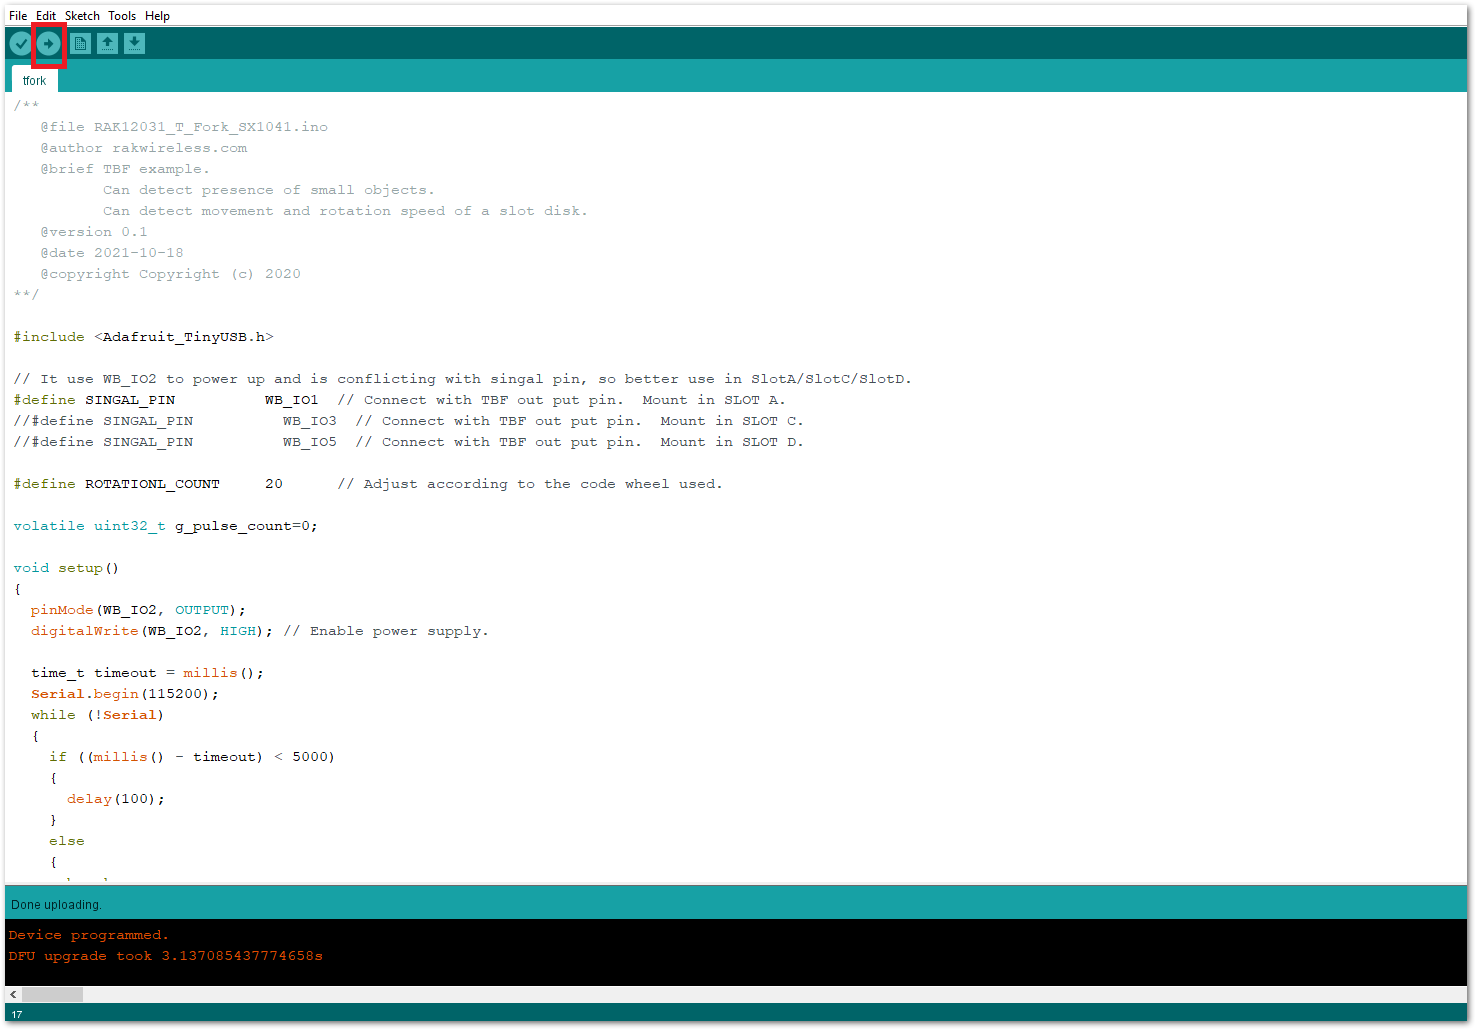 File Edit Sketch Tools Help
tfork
/**
   @file RAK12031_T_Fork_SX1041.ino
   @author rakwireless.com
   @brief TBF example.
          Can detect presence of small objects.
          Can detect movement and rotation speed of a slot disk.
   @version 0.1
   @date 2021-10-18
   @copyright Copyright (c) 2020
**/
#include <Adafruit_TinyUSB.h>
// It use WB_IO2 to power up and is conflicting with singal pin, so better use in SlotA/SlotC/SlotD.
#define SINGAL_PIN          WB_IO1  // Connect with TBF out put pin.  Mount in SLOT A.
//#define SINGAL_PIN          WB_IO3  // Connect with TBF out put pin.  Mount in SLOT C.
//#define SINGAL_PIN          WB_IO5  // Connect with TBF out put pin.  Mount in SLOT D.
#define ROTATIONL_COUNT     20      // Adjust according to the code wheel used.
volatile uint32_t g_pulse_count=0;
void setup()
{
  pinMode(WB_IO2, OUTPUT);
  digitalWrite(WB_IO2, HIGH); // Enable power supply.
  time_t timeout = millis();
  Serial.begin(115200);
  while (!Serial)
  {
    if ((millis() - timeout) < 5000)
    {
      delay(100);
    }
    else
    {
Done uploading.
Device programmed.
DFU upgrade took 3.137085437774658s
17